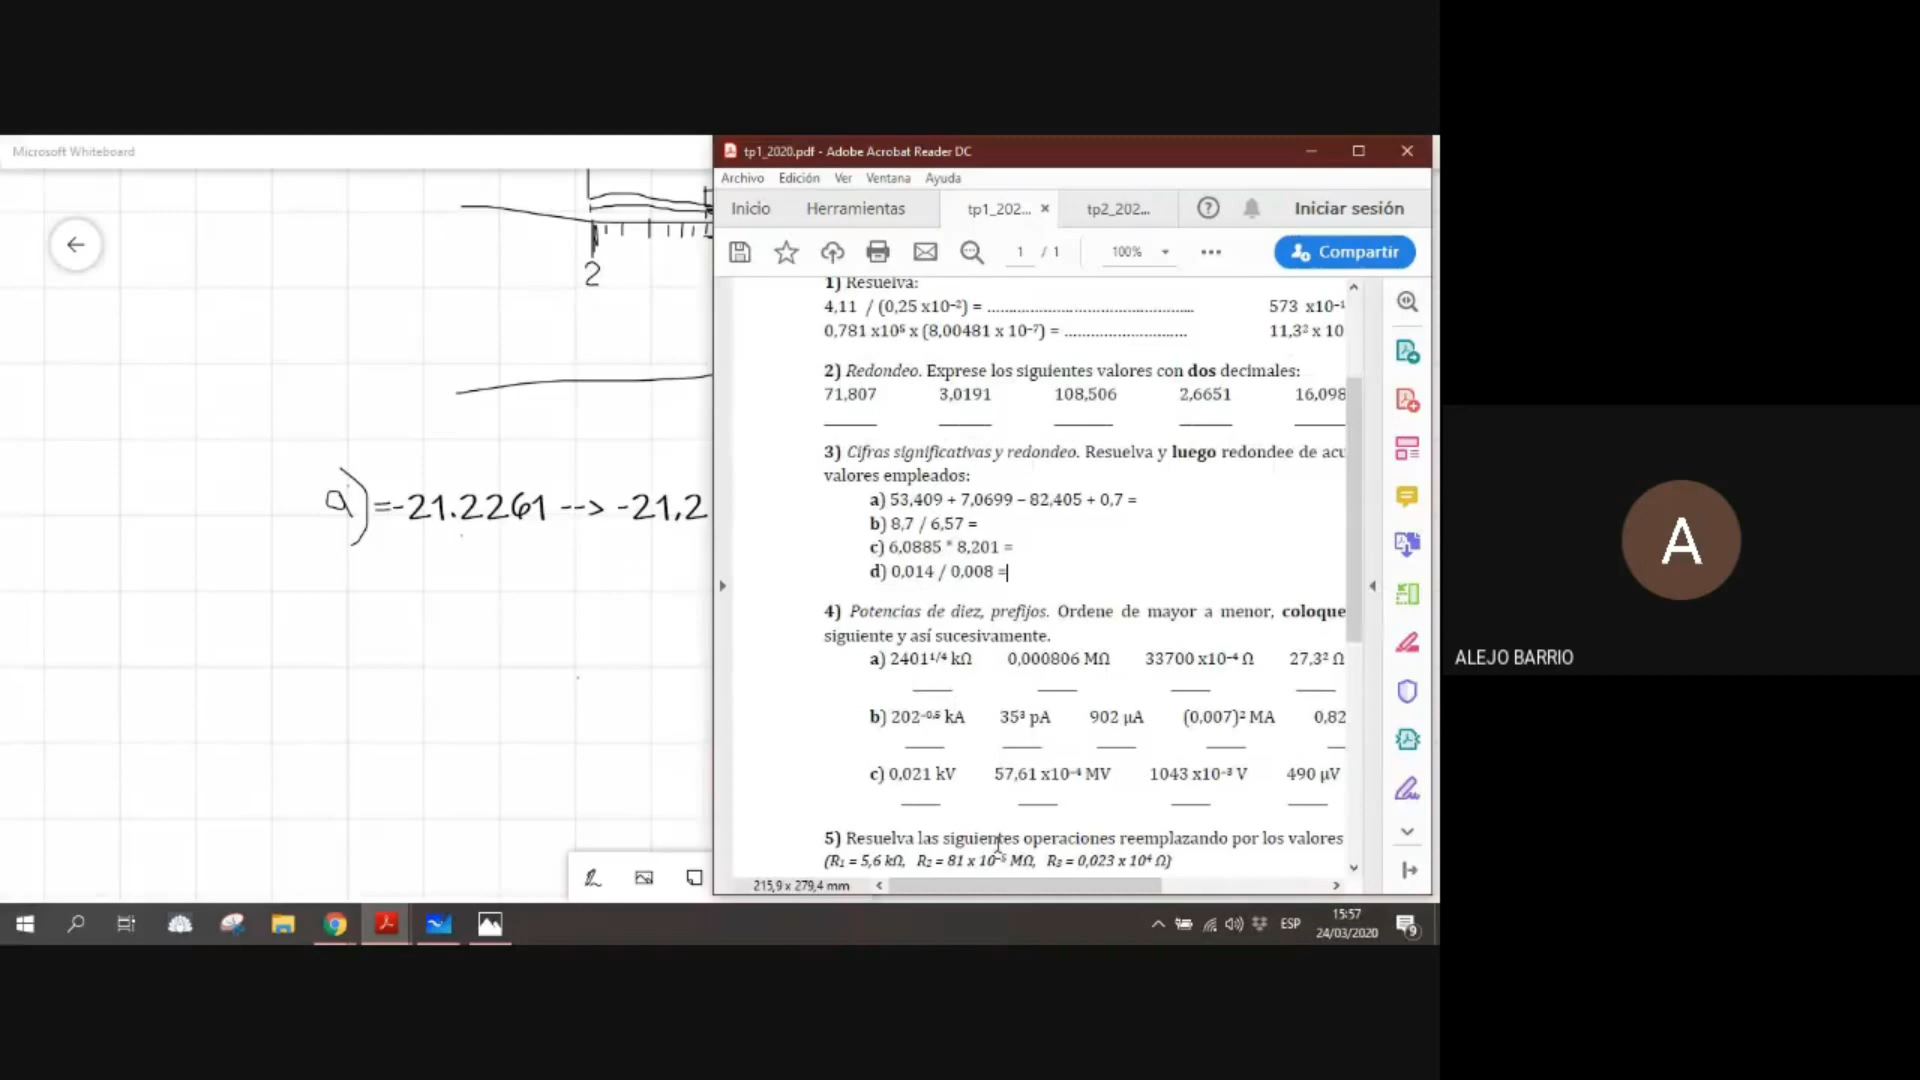 Microsoft Whiteboard
2
a) = -21.2261 --> -21,2
tp1_2020.pdf - Adobe Acrobat Reader DC
Archivo Edición Ver Ventana Ayuda
Inicio Herramientas tp1_202... × tp2_202... Iniciar sesión
1 / 1 100% Compartir
1) Resuelva:
4,11 / (0,25 x10⁻²) = ................................................ 573 x10⁻¹
0,781 x10⁵ x (8,00481 x 10⁻⁷) = ............................ 11,3² x 10
2) Redondeo. Exprese los siguientes valores con dos decimales:
71,807 3,0191 108,506 2,6651 16,098
3) Cifras significativas y redondeo. Resuelva y luego redondee de acu
valores empleados:
a) 53,409 + 7,0699 – 82,405 + 0,7 =
b) 8,7 / 6,57 =
c) 6,0885 * 8,201 =
d) 0,014 / 0,008 =
4) Potencias de diez, prefijos. Ordene de mayor a menor, coloque
siguiente y así sucesivamente.
a) 2401¹ᐟ⁴ kΩ 0,000806 MΩ 33700 x10⁻⁴ Ω 27,3² Ω
b) 202⁻⁰·⁵ kA 35³ pA 902 µA (0,007)² MA 0,82
c) 0,021 kV 57,61 x10⁻⁴ MV 1043 x10⁻³ V 490 µV
5) Resuelva las siguientes operaciones reemplazando por los valores
(R₁ = 5,6 kΩ, R₂ = 81 x 10⁻⁵ MΩ, R₃ = 0,023 x 10⁴ Ω)
215,9 x 279,4 mm
A
ALEJO BARRIO
ESP
15:57
24/03/2020
9